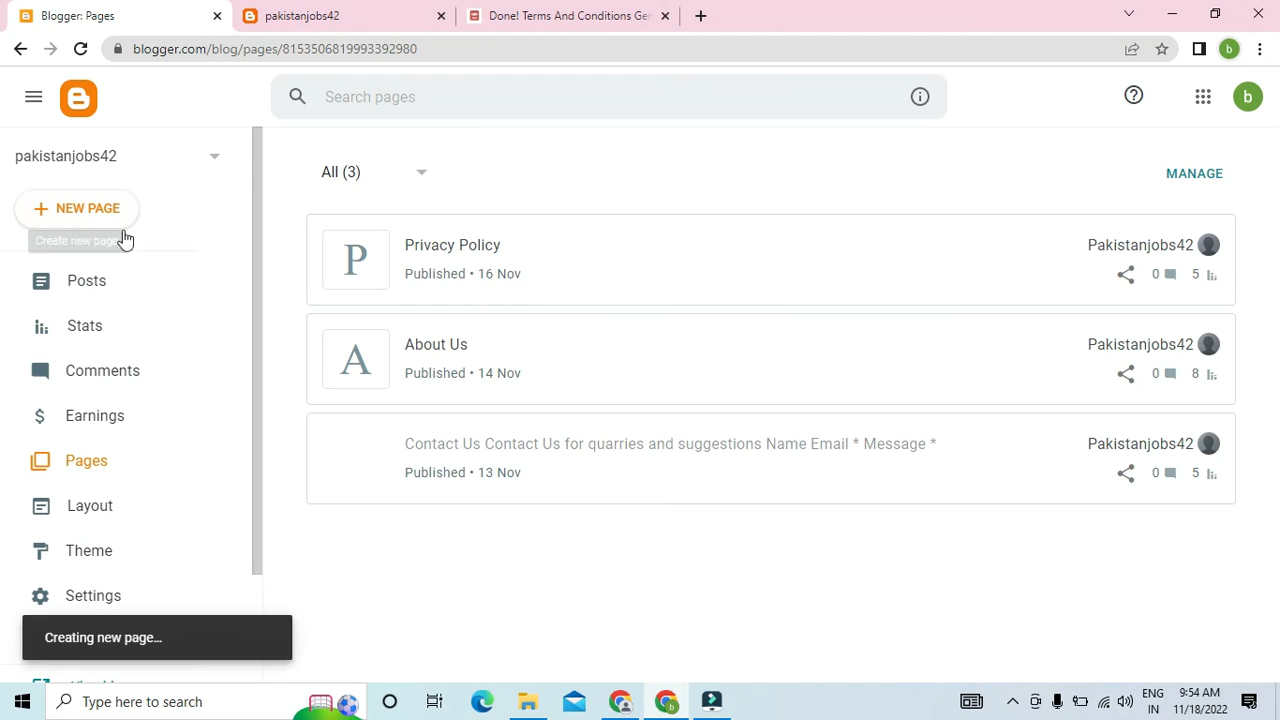 Blogger: Pages
pakistanjobs42
Done! Terms And Conditions Ger
blogger.com/blog/pages/8153506819993392980
b
Search pages
b
pakistanjobs42
All (3)
MANAGE
+ NEW PAGE
Create new page
Posts
Stats
Comments
Earnings
Pages
Layout
Theme
Settings
P
Privacy Policy
Published • 16 Nov
Pakistanjobs42
0 5
A
About Us
Published • 14 Nov
Pakistanjobs42
0 8
Contact Us Contact Us for quarries and suggestions Name Email * Message *
Published • 13 Nov
Pakistanjobs42
0 5
Creating new page…
Type here to search
ENG
IN
9:54 AM
11/18/2022